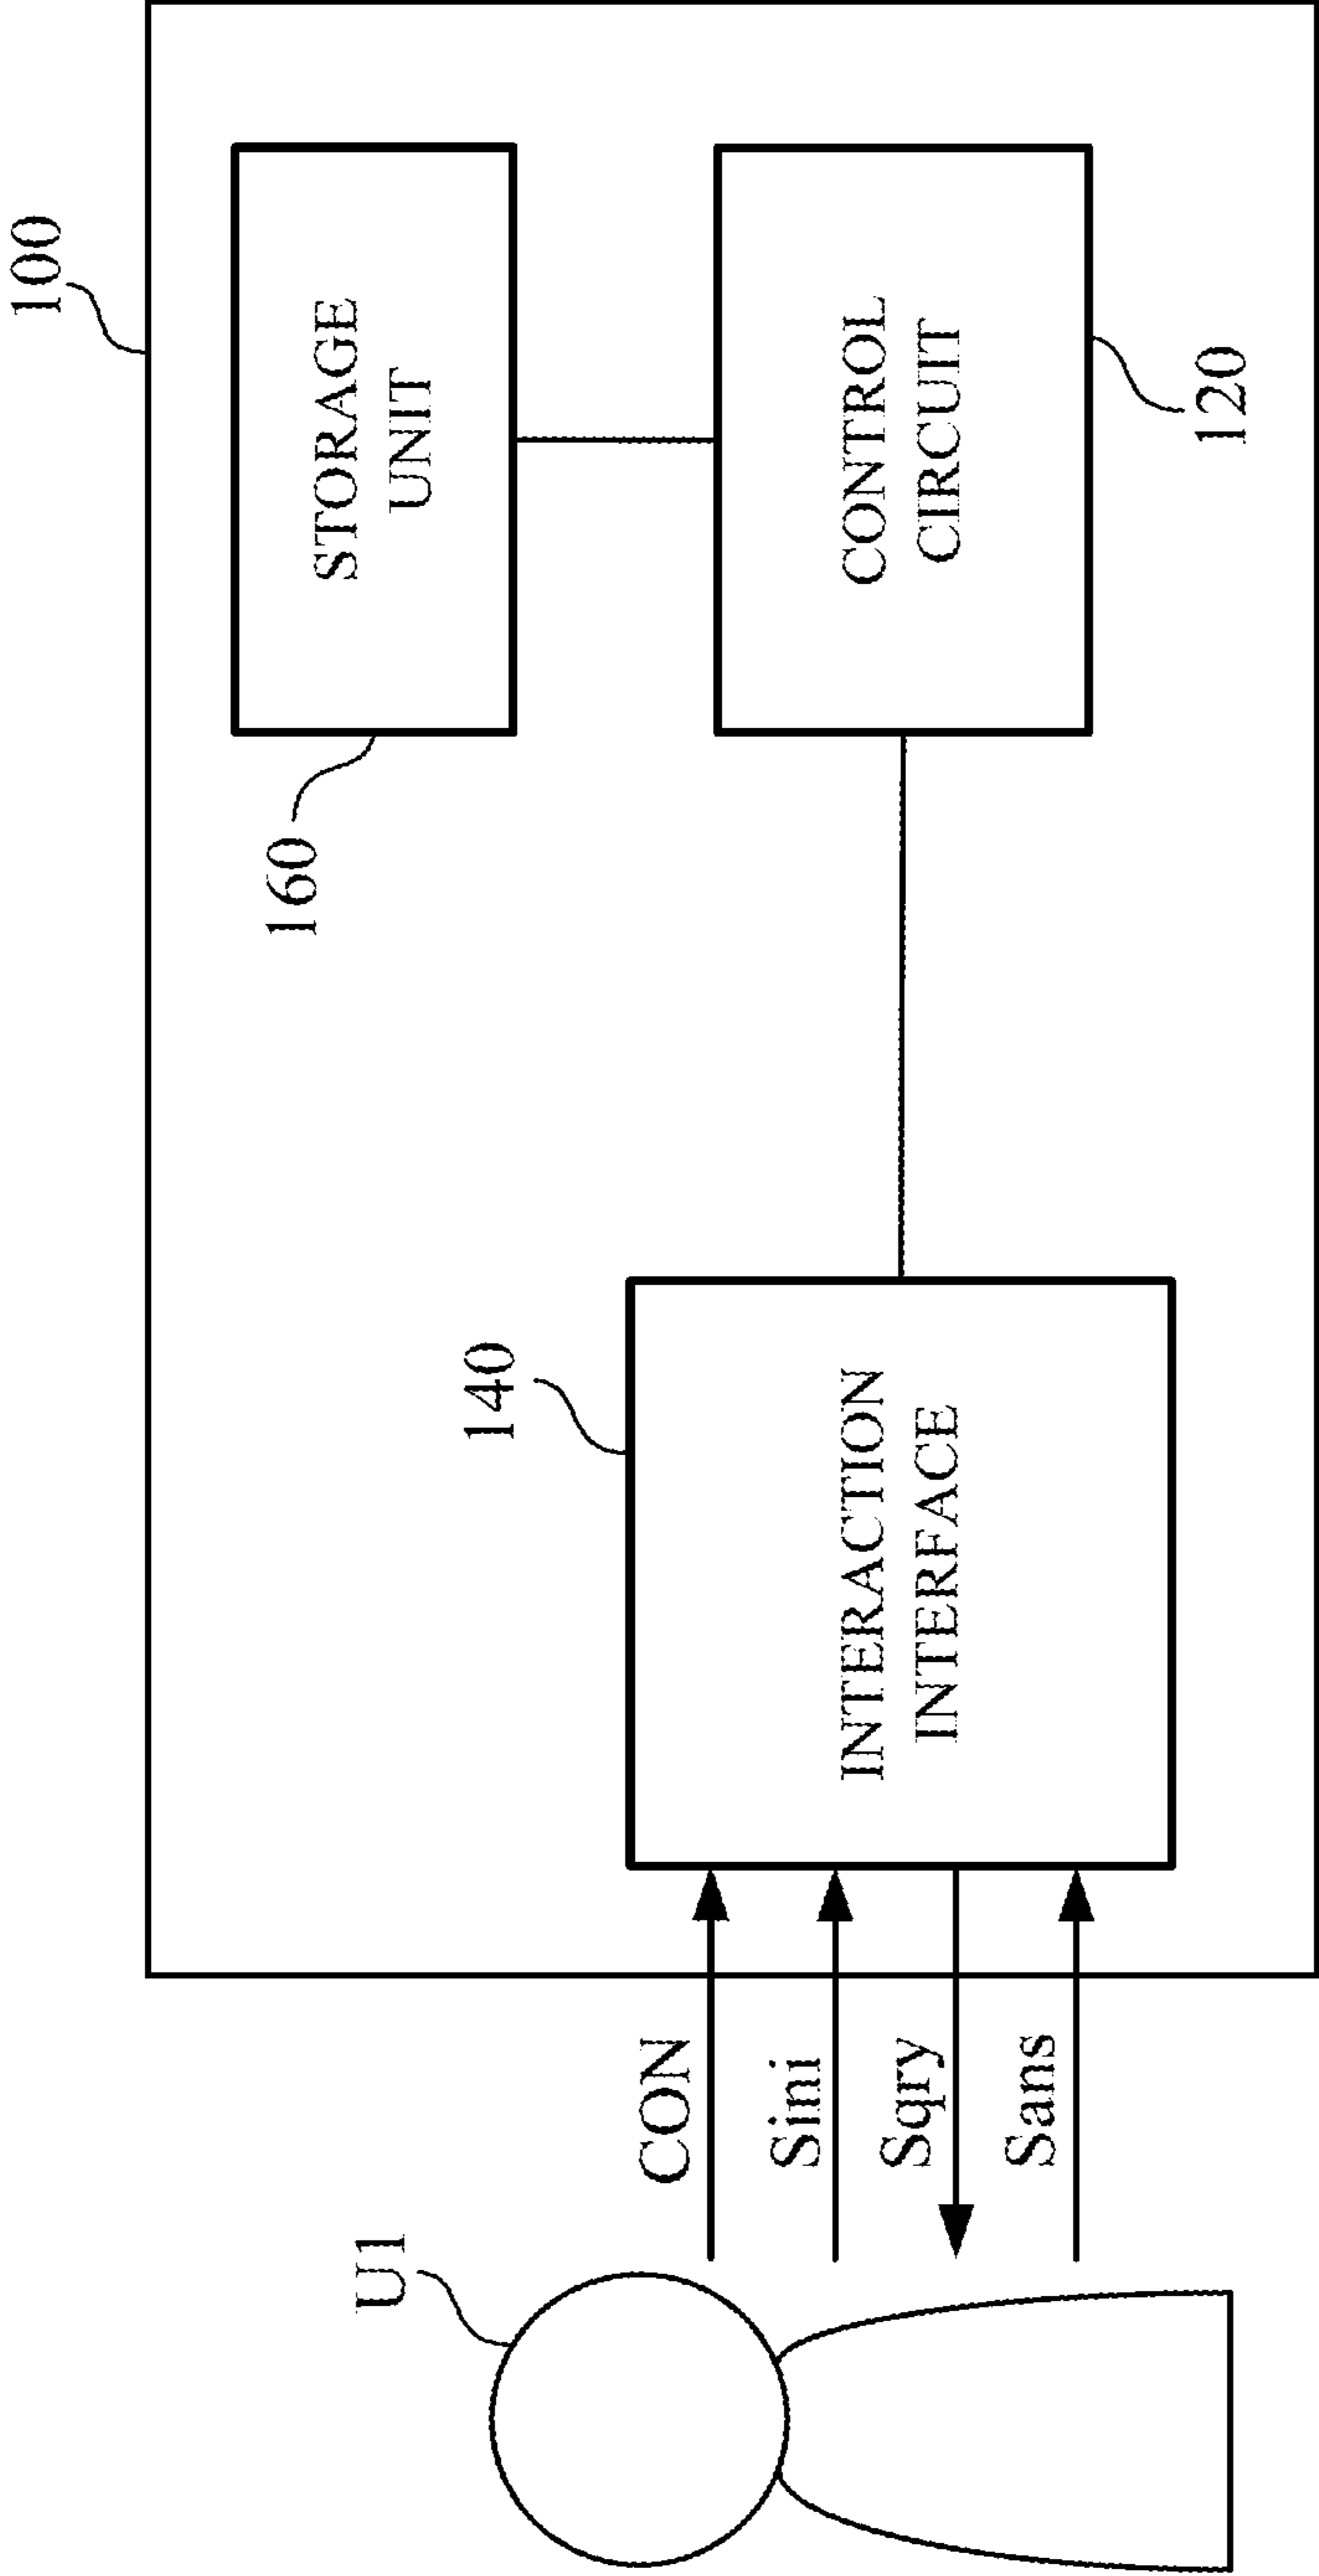 100
STORAGE
UNIT
160
CONTROL
CIRCUIT
120
140
INTERACTION
INTERFACE
U1
CON
Sini
Sqry
Sans